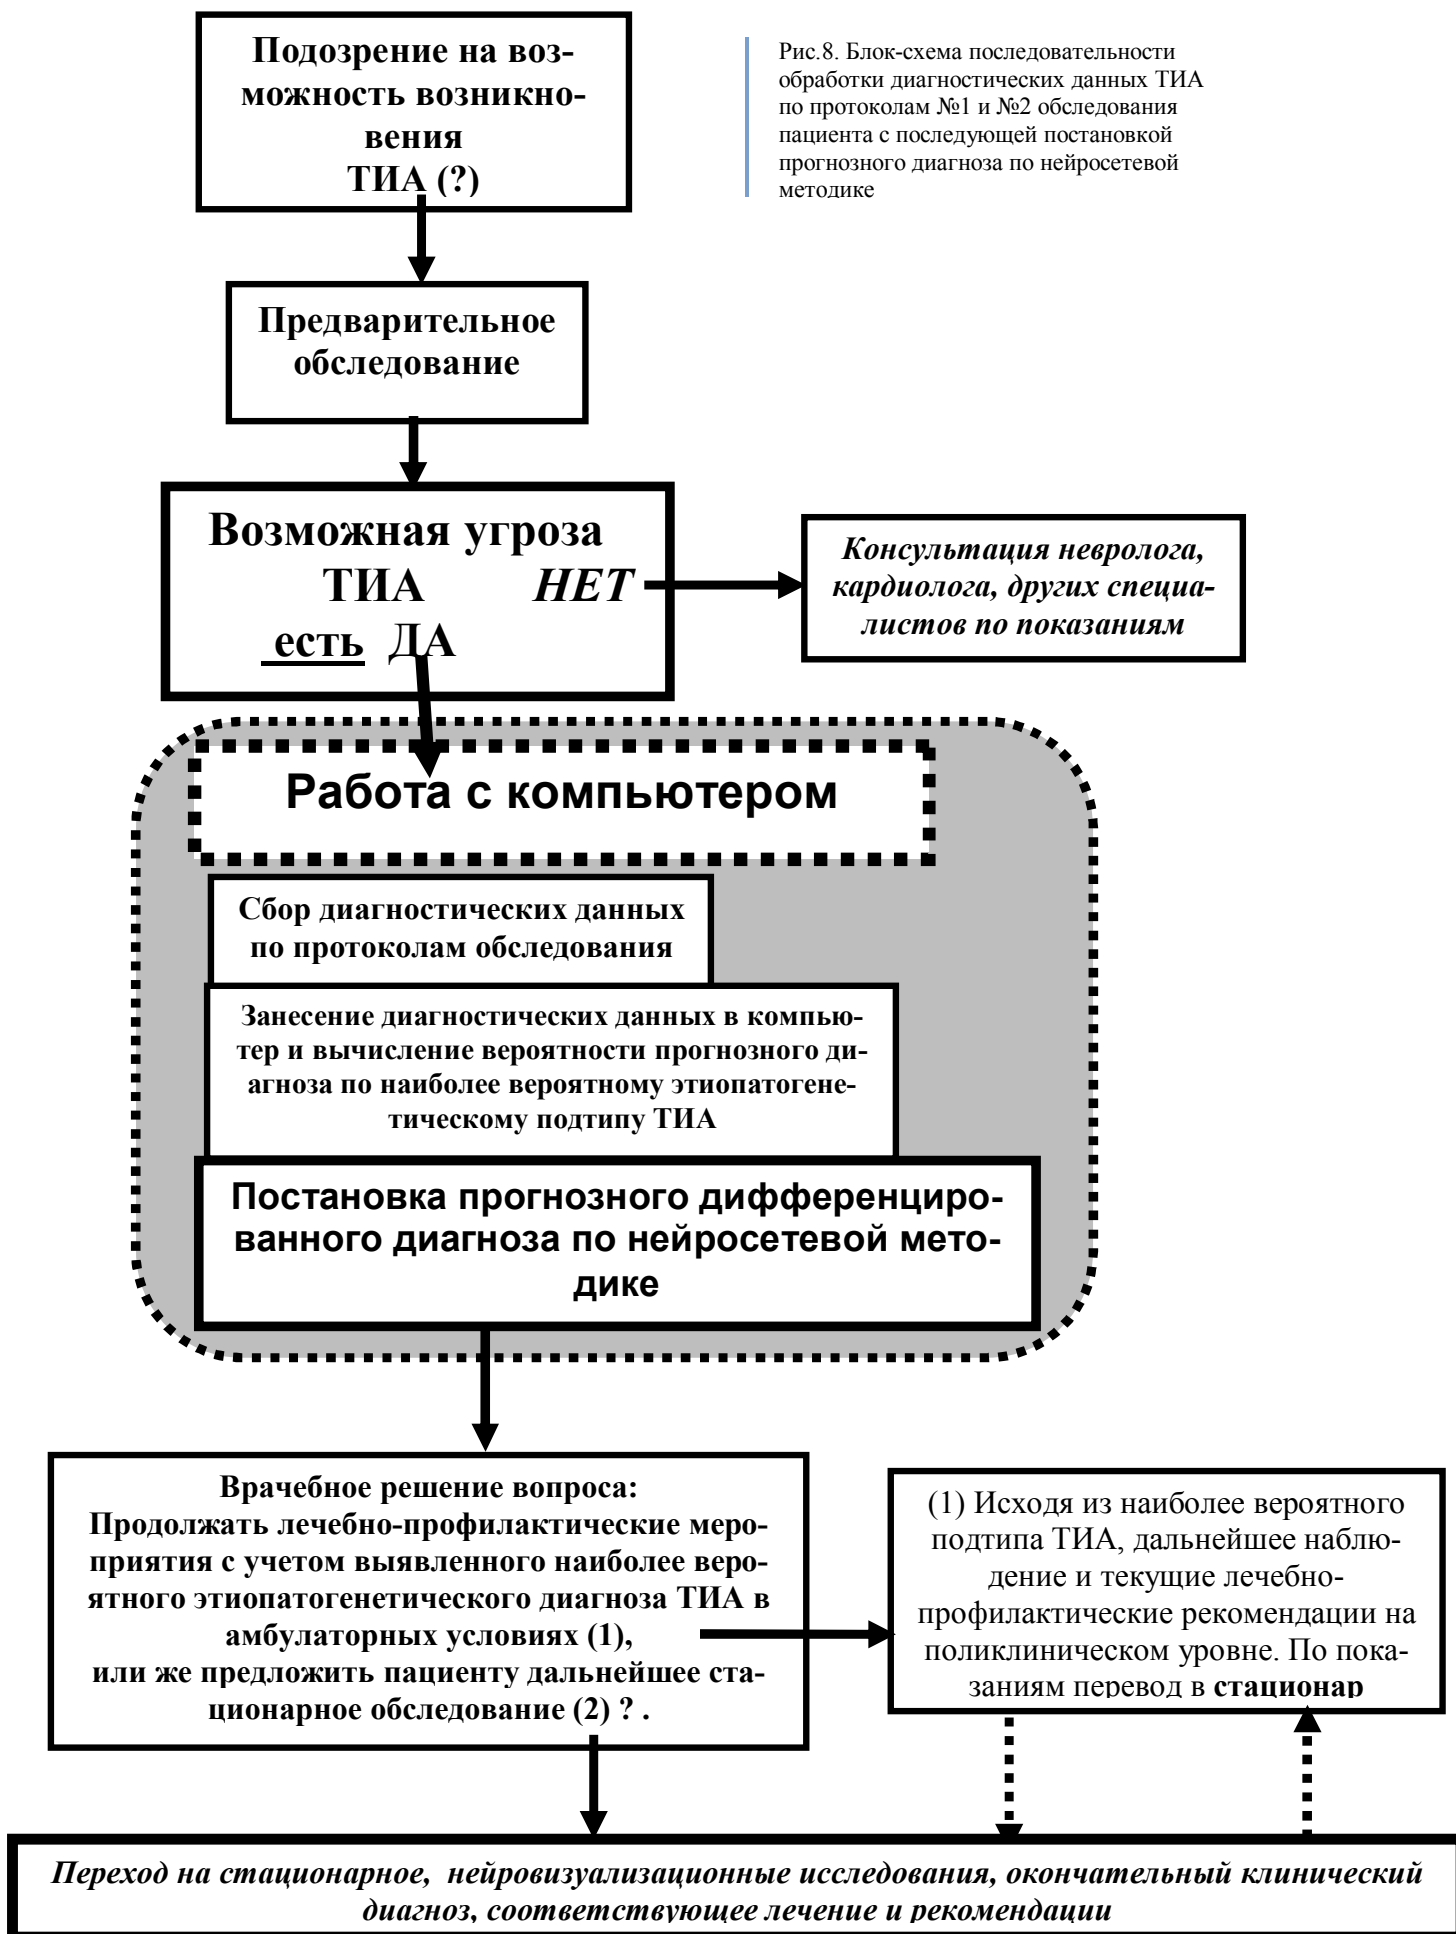 Подозрение на воз-
можность возникно-
вения
ТИА (?)
Рис.8. Блок-схема последовательности
обработки диагностических данных ТИА
по протоколам №1 и №2 обследования
пациента с последующей постановкой
прогнозного диагноза по нейросетевой
методике
Предварительное
обследование
Возможная угроза
ТИА НЕТ
есть ДА
Консультация невролога,
кардиолога, других специа-
листов по показаниям
Работа с компьютером
Сбор диагностических данных
по протоколам обследования
Занесение диагностических данных в компью-
тер и вычисление вероятности прогнозного ди-
агноза по наиболее вероятному этиопатогене-
тическому подтипу ТИА
Постановка прогнозного дифференциро-
ванного диагноза по нейросетевой мето-
дике
Врачебное решение вопроса:
Продолжать лечебно-профилактические меро-
приятия с учетом выявленного наиболее веро-
ятного этиопатогенетического диагноза ТИА в
амбулаторных условиях (1),
или же предложить пациенту дальнейшее ста-
ционарное обследование (2) ? .
(1) Исходя из наиболее вероятного
подтипа ТИА, дальнейшее наблю-
дение и текущие лечебно-
профилактические рекомендации на
поликлиническом уровне. По пока-
заниям перевод в стационар
Переход на стационарное, нейровизуализационные исследования, окончательный клинический
диагноз, соответствующее лечение и рекомендации